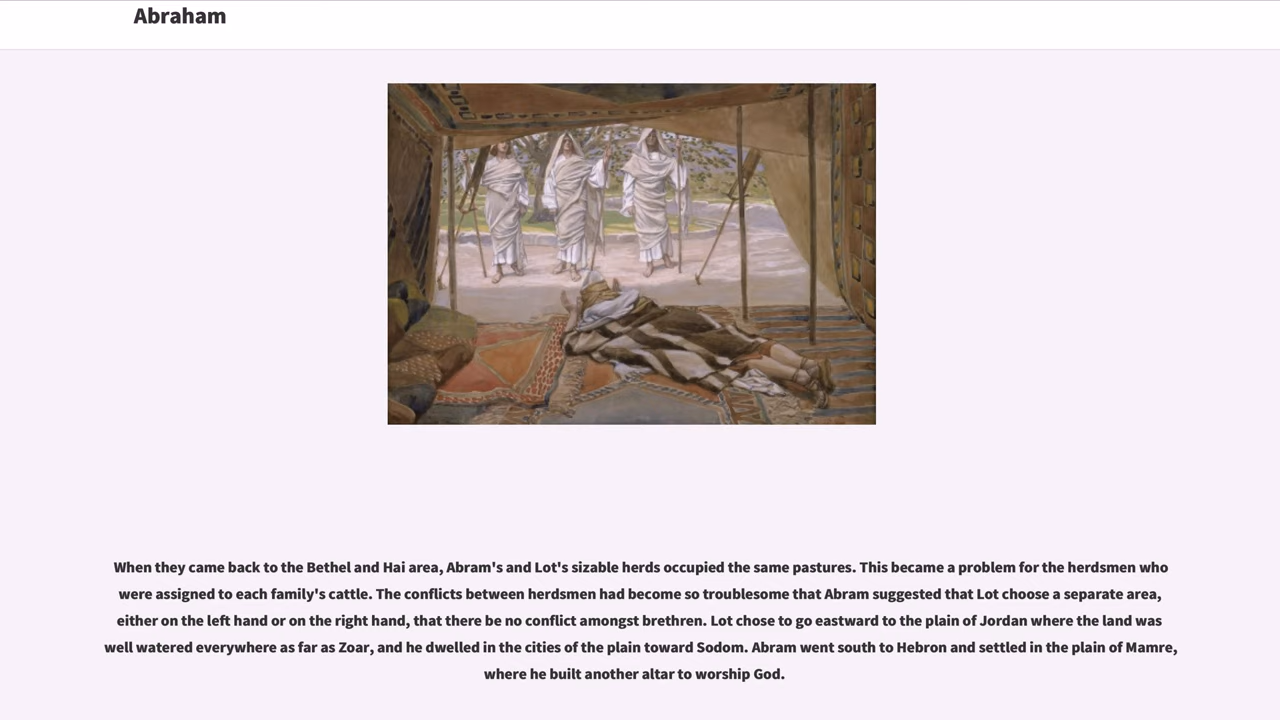 Abraham
When they came back to the Bethel and Hai area, Abram's and Lot's sizable herds occupied the same pastures. This became a problem for the herdsmen who
were assigned to each family's cattle. The conflicts between herdsmen had become so troublesome that Abram suggested that Lot choose a separate area,
either on the left hand or on the right hand, that there be no conflict amongst brethren. Lot chose to go eastward to the plain of Jordan where the land was
well watered everywhere as far as Zoar, and he dwelled in the cities of the plain toward Sodom. Abram went south to Hebron and settled in the plain of Mamre,
where he built another altar to worship God.